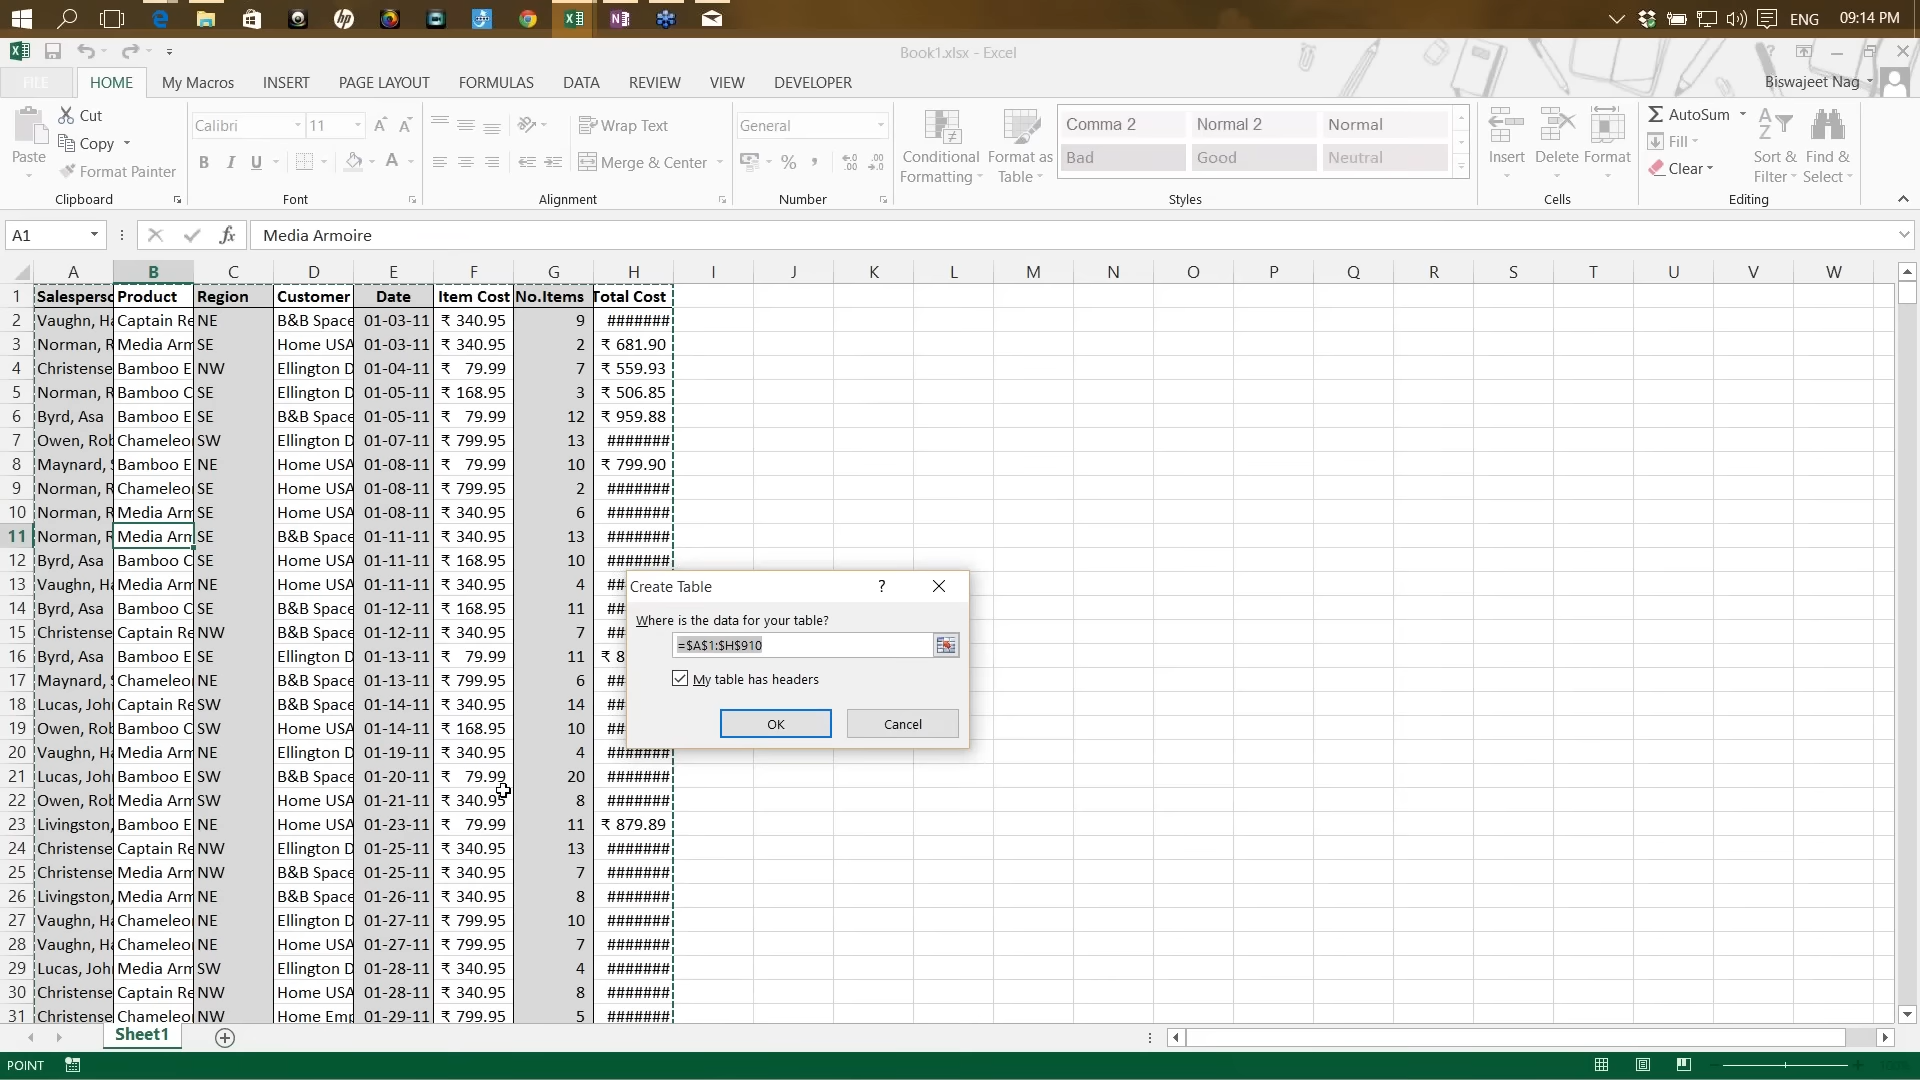 ENG 09:14 PM
Book1.xlsx - Excel
FILE HOME My Macros INSERT PAGE LAYOUT FORMULAS DATA REVIEW VIEW DEVELOPER Biswajeet Nag
Paste
Cut
Copy
Format Painter
Clipboard
Calibri 11
B I U A
Font
Wrap Text
Merge & Center
Alignment
General
%
Number
Conditional Formatting
Format as Table
Comma 2 Normal 2 Normal
Bad Good Neutral
Styles
Insert Delete Format
Cells
AutoSum
Fill
Clear
Sort & Filter
Find & Select
Editing
A1 fx Media Armoire
A B C D E F G H I J K L M N O P Q R S T U V W
1 Salesperso Product Region Customer Date Item Cost No.Items Total Cost
2 Vaughn, Ha Captain Re NE B&B Space 01-03-11 ₹ 340.95 9 #######
3 Norman, R Media Arm SE Home USA 01-03-11 ₹ 340.95 2 ₹ 681.90
4 Christense Bamboo E NW Ellington D 01-04-11 ₹ 79.99 7 ₹ 559.93
5 Norman, R Bamboo C SE Ellington D 01-05-11 ₹ 168.95 3 ₹ 506.85
6 Byrd, Asa Bamboo E SE B&B Space 01-05-11 ₹ 79.99 12 ₹ 959.88
7 Owen, Rob Chameleo SW Ellington D 01-07-11 ₹ 799.95 13 #######
8 Maynard, S Bamboo E NE Home USA 01-08-11 ₹ 79.99 10 ₹ 799.90
9 Norman, R Chameleo SE Home USA 01-08-11 ₹ 799.95 2 #######
10 Norman, R Media Arm SE Home USA 01-08-11 ₹ 340.95 6 #######
11 Norman, R Media Arm SE B&B Space 01-11-11 ₹ 340.95 13 #######
12 Byrd, Asa Bamboo C SE Home USA 01-11-11 ₹ 168.95 10 #######
13 Vaughn, Ha Media Arm NE Home USA 01-11-11 ₹ 340.95 4 ##
14 Byrd, Asa Bamboo C SE B&B Space 01-12-11 ₹ 168.95 11 ##
15 Christense Captain Re NW B&B Space 01-12-11 ₹ 340.95 7 ##
16 Byrd, Asa Bamboo E SE B&B Space 01-13-11 ₹ 79.99 11 ₹ 8
17 Maynard, S Chameleo NE Home USA 01-13-11 ₹ 799.95 6 ##
18 Lucas, John Captain Re SW B&B Space 01-14-11 ₹ 340.95 14 ##
19 Owen, Rob Bamboo C SW Home USA 01-14-11 ₹ 168.95 10 ##
20 Vaughn, Ha Media Arm NE Ellington D 01-19-11 ₹ 340.95 4 #######
21 Lucas, John Bamboo E SW B&B Space 01-20-11 ₹ 79.99 20 #######
22 Owen, Rob Media Arm SW Home USA 01-21-11 ₹ 340.95 8 #######
23 Livingston, Bamboo E NE Home USA 01-23-11 ₹ 79.99 11 ₹ 879.89
24 Christense Captain Re NW Ellington D 01-25-11 ₹ 340.95 13 #######
25 Christense Media Arm NW B&B Space 01-25-11 ₹ 340.95 7 #######
26 Livingston, Media Arm NE B&B Space 01-26-11 ₹ 340.95 8 #######
27 Vaughn, Ha Chameleo NE Ellington D 01-27-11 ₹ 799.95 10 #######
28 Vaughn, Ha Chameleo NE Home USA 01-27-11 ₹ 799.95 7 #######
29 Lucas, John Media Arm SW Ellington D 01-28-11 ₹ 340.95 4 #######
30 Christense Captain Re NW Home USA 01-28-11 ₹ 340.95 8 #######
31 Christense Chameleo NW Home Emp 01-29-11 ₹ 799.95 5 #######
Create Table ?
Where is the data for your table?
=$A$1:$H$910
My table has headers
OK Cancel
Sheet1
POINT